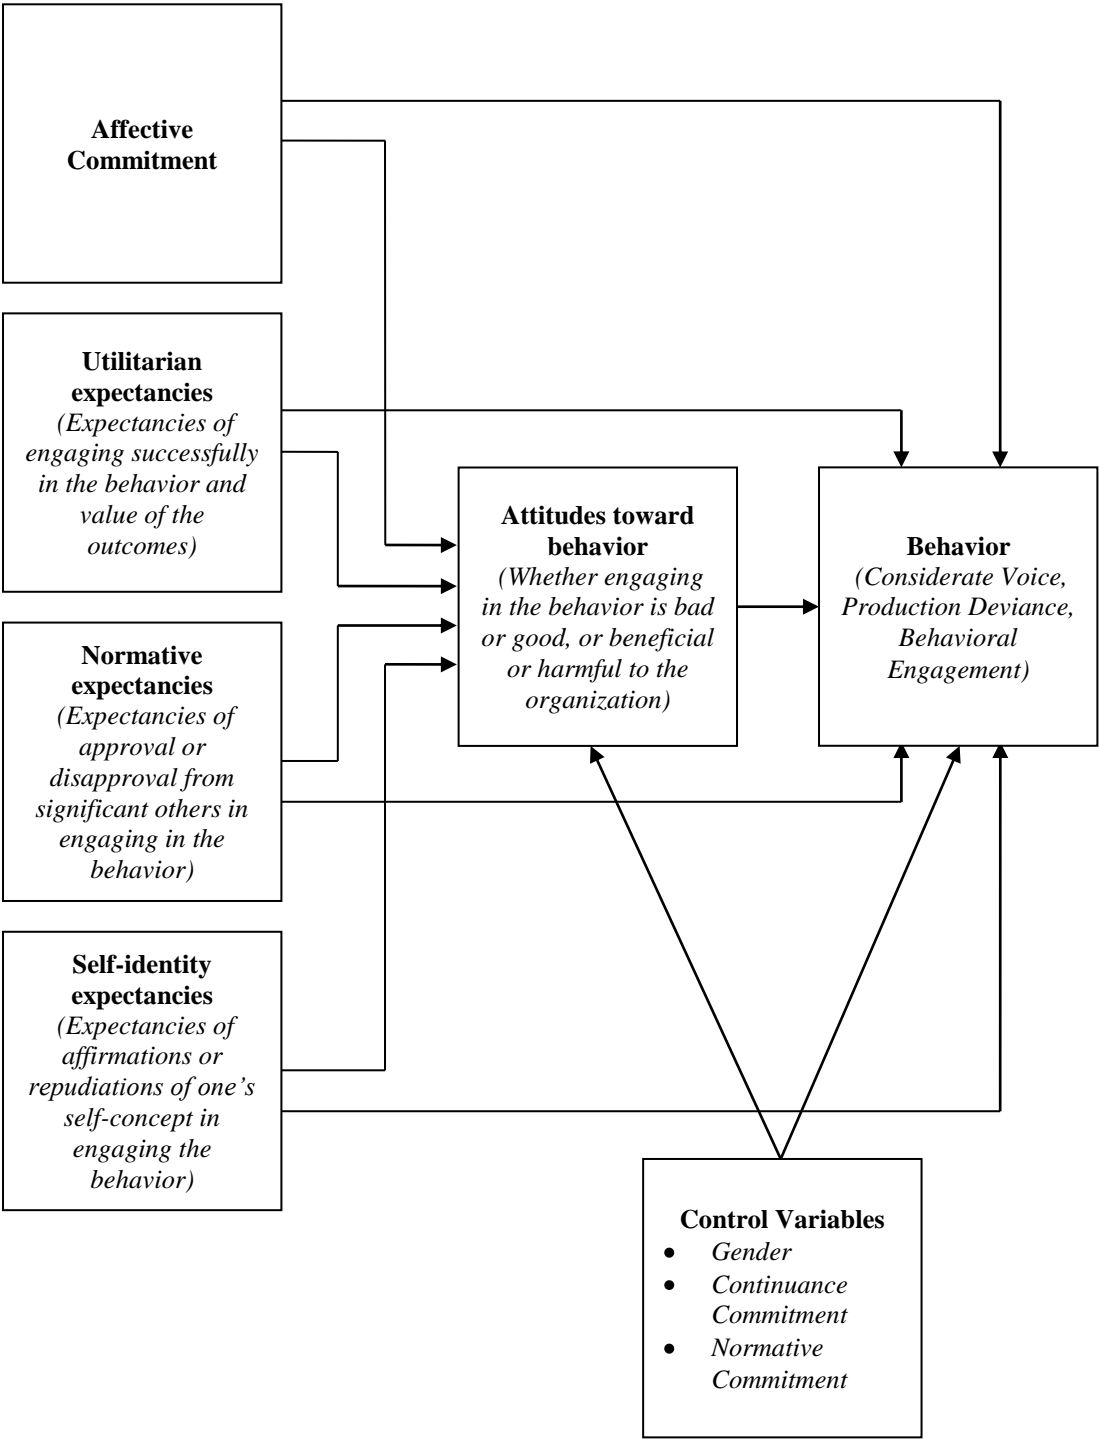 Affective
Commitment
Utilitarian
expectancies
(Expectancies of
engaging successfully
in the behavior and
value of the
outcomes)
Normative
expectancies
(Expectancies of
approval or
disapproval from
significant others in
engaging in the
behavior)
Self-identity
expectancies
(Expectancies of
affirmations or
repudiations of one’s
self-concept in
engaging the
behavior)
Attitudes toward
behavior
(Whether engaging
in the behavior is bad
or good, or beneficial
or harmful to the
organization)
Behavior
(Considerate Voice,
Production Deviance,
Behavioral
Engagement)
Control Variables
• Gender
• Continuance
Commitment
• Normative
Commitment